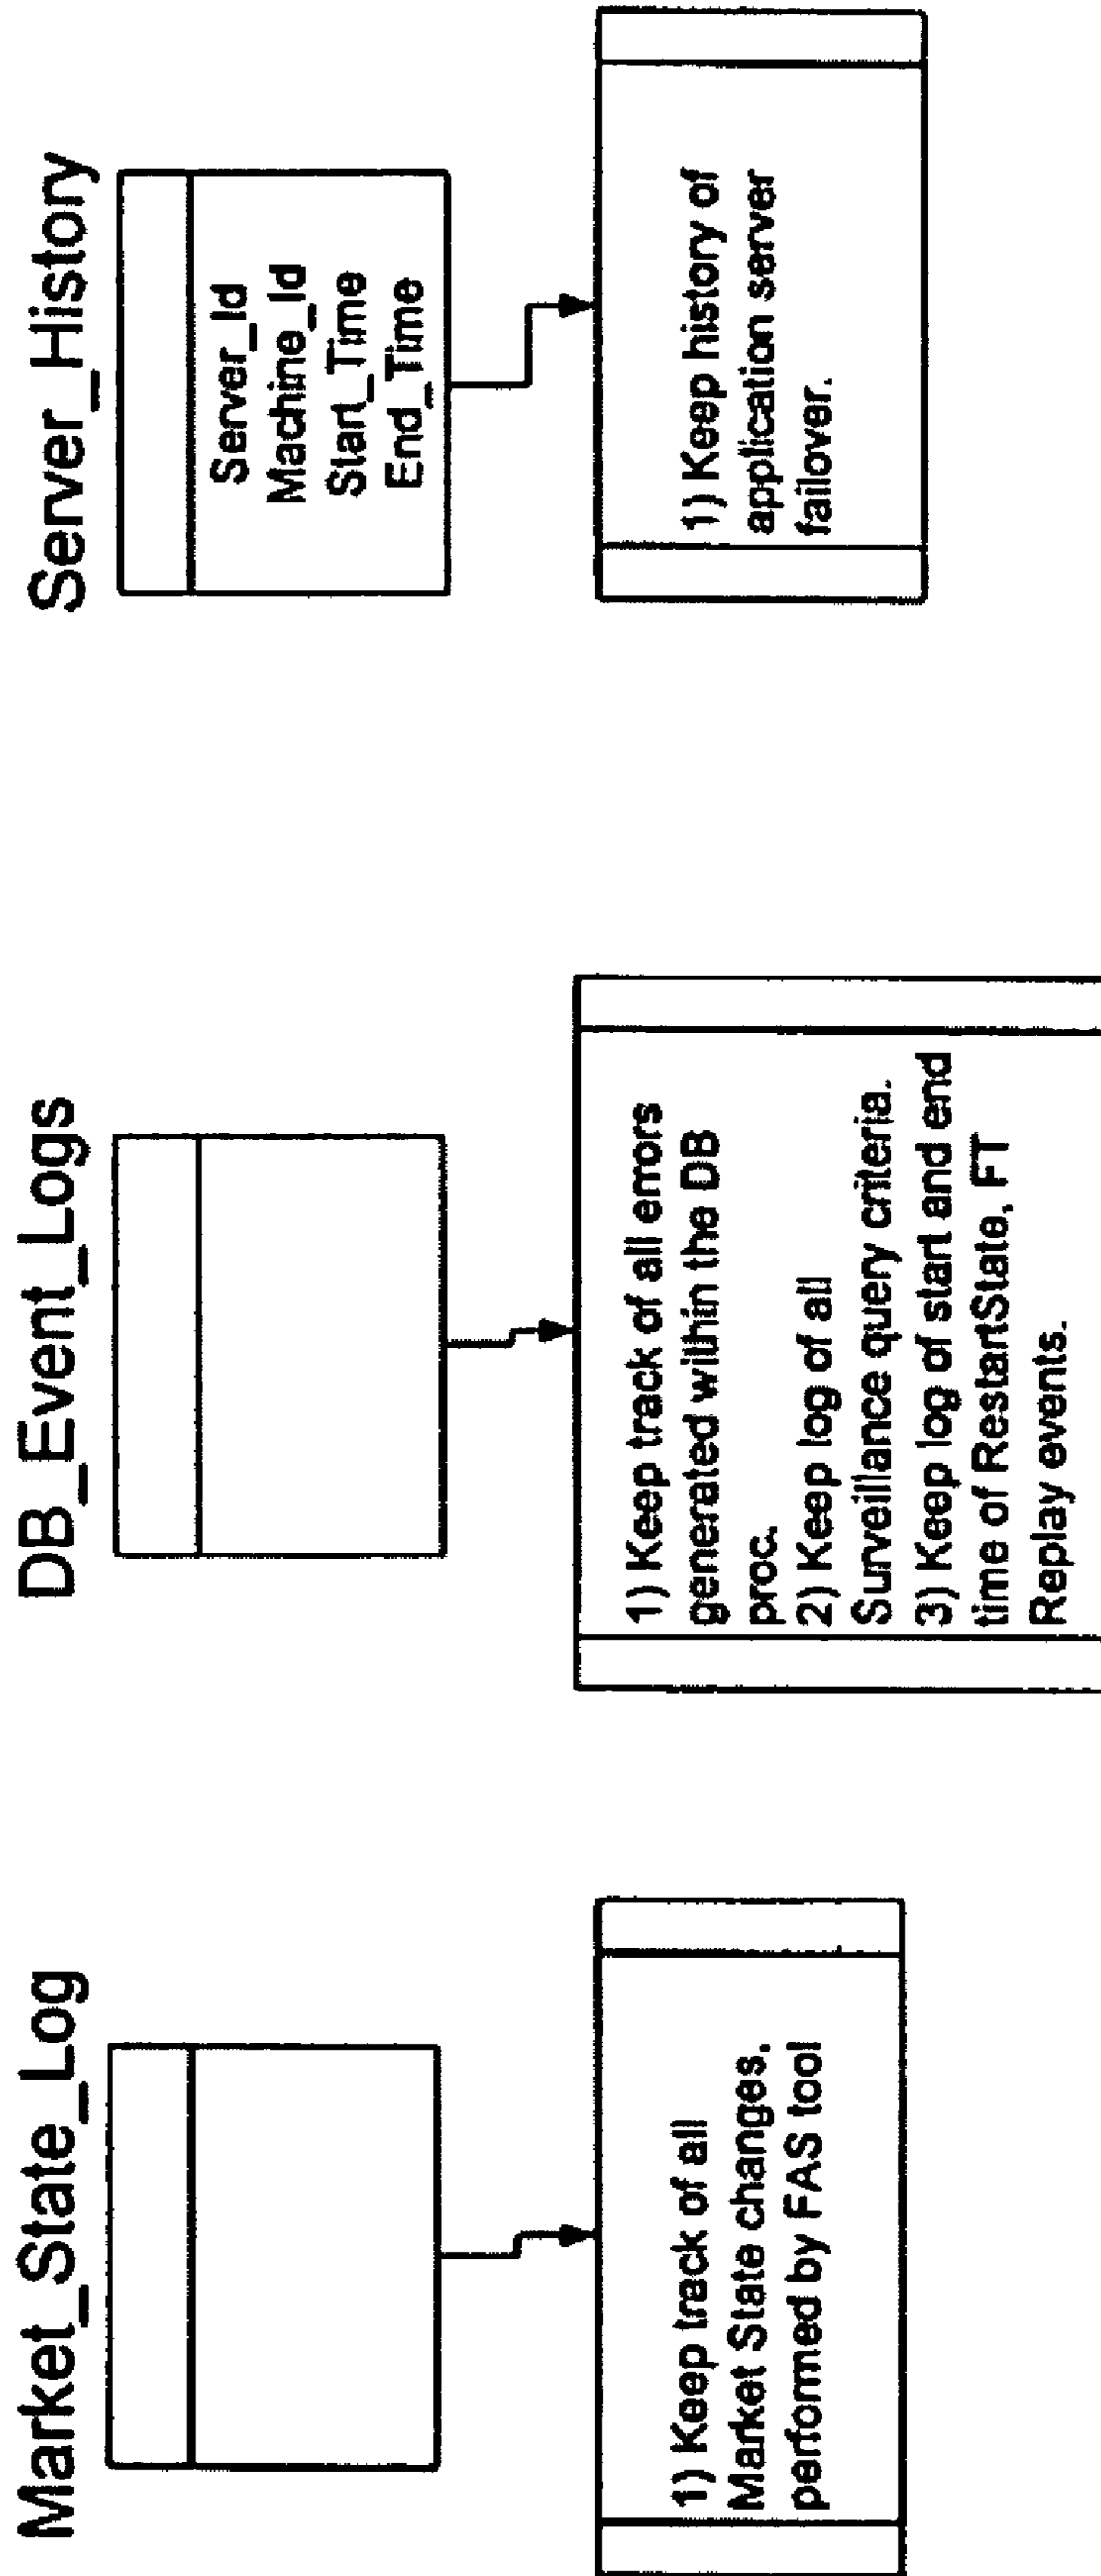 Market_State_Log
1) Keep track of all
Market State changes,
performed by FAS tool
DB_Event_Logs
1) Keep track of all errors
generated within the DB
proc.
2) Keep log of all
Surveillance query criteria.
3) Keep log of start and end
time of RestartState, FT
Replay events.
Server_History
Server_Id
Machine_Id
Start_Time
End_Time
1) Keep history of
application server
failover.